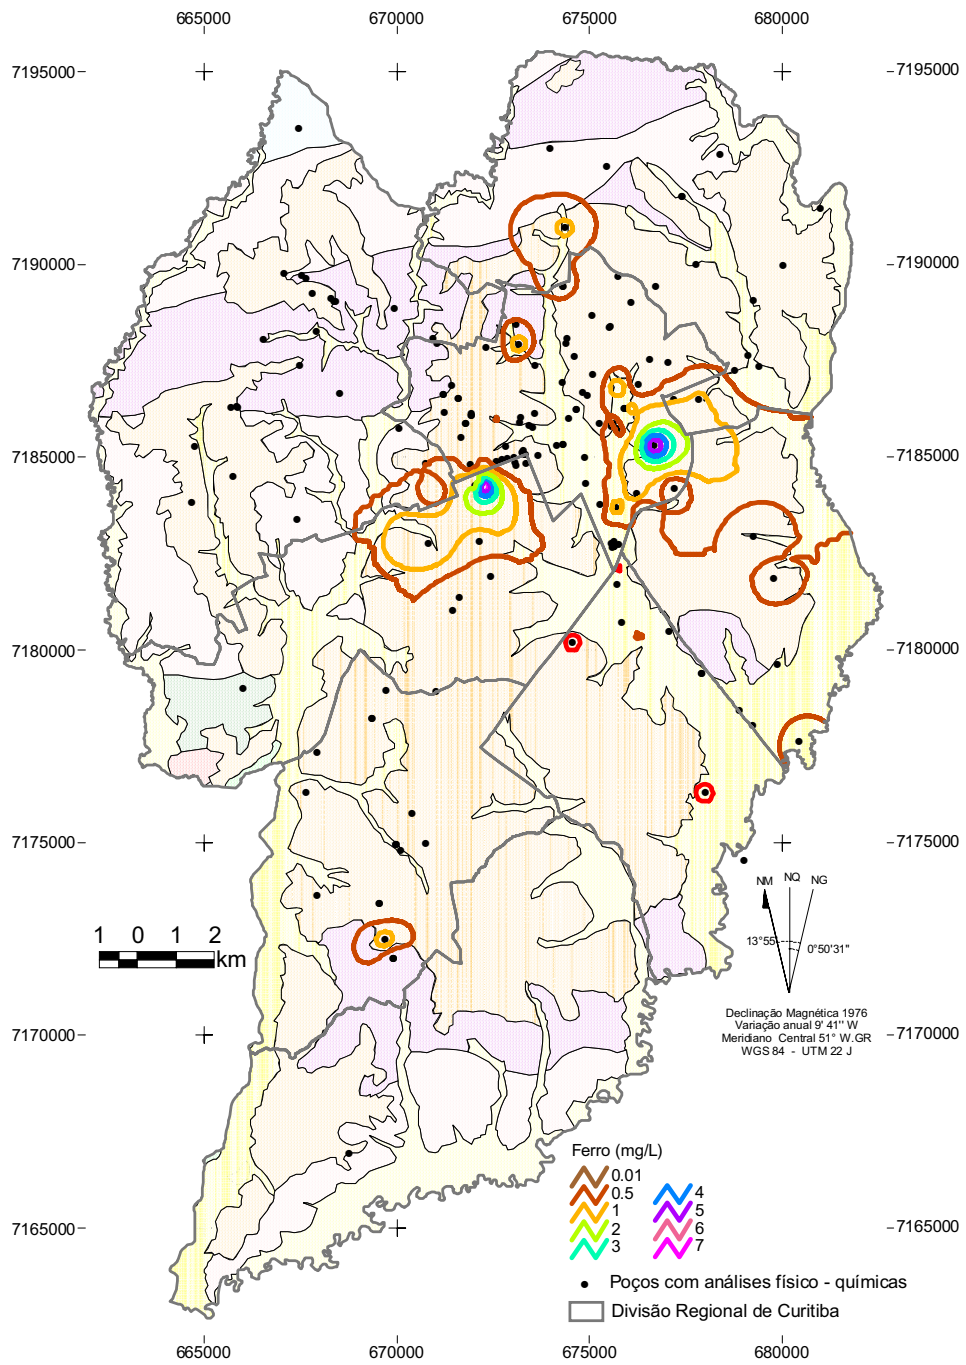 665000 670000 675000 680000
7195000 7195000
7190000 7190000
7185000 7185000
7180000 7180000
7175000 7175000
NM NQ NG
13°55' 0°50'31"
1 0 1 2
km
Declinação Magnética 1976
Variação anual 9' 41'' W
Meridiano Central 51° W.GR
WGS 84 - UTM 22 J
7170000 7170000
Ferro (mg/L)
0.01
0.5 4
1 5
2 6
3 7
7165000 7165000
Poços com análises físico - químicas
Divisão Regional de Curitiba
665000 670000 675000 680000